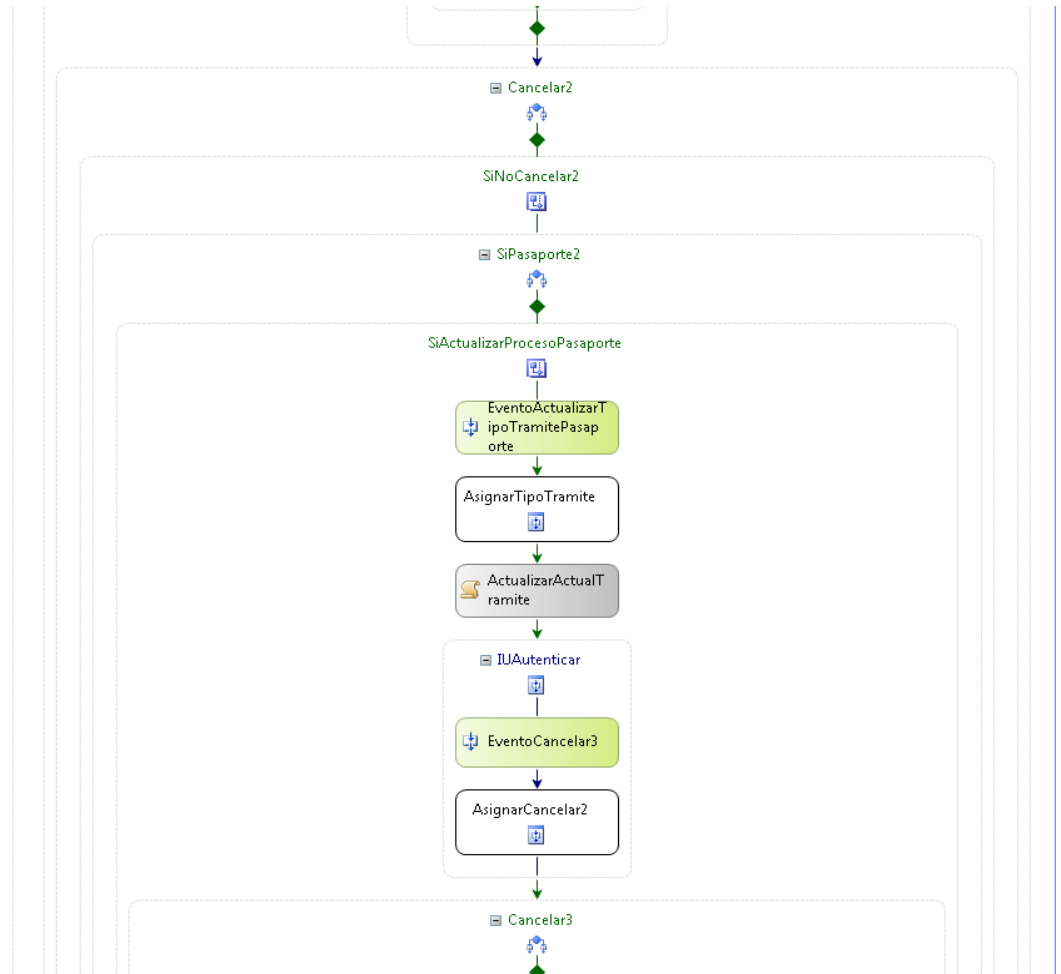 Cancelar2
SiNoCancelar2
SiPasaporte2
SiActualizarProcesoPasaporte
EventoActualizarT
ipoTramitePasap
orte
AsignarTipoTramite
ActualizarActualT
ramite
IUAutenticar
EventoCancelar3
AsignarCancelar2
Cancelar3